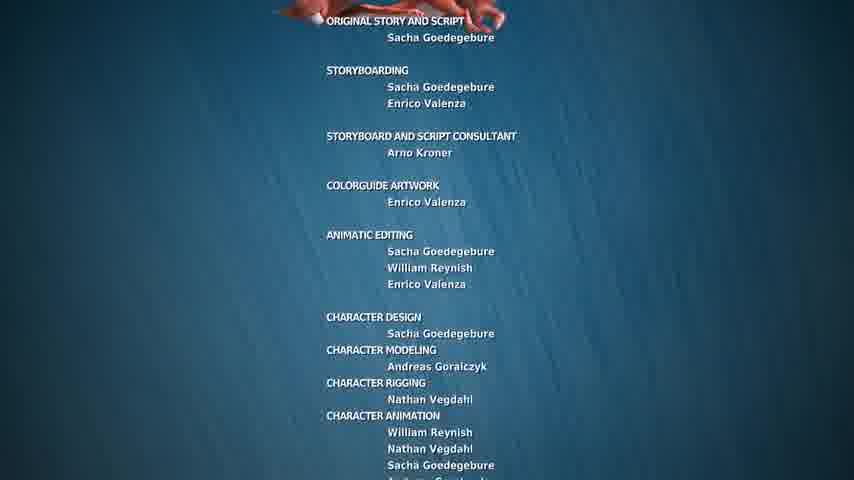 ORIGINAL STORY AND SCRIPT
Sacha Goedegebure
STORYBOARDING
Sacha Goedegebure
Enrico Valenza
STORYBOARD AND SCRIPT CONSULTANT
Arno Kroner
COLORGUIDE ARTWORK
Enrico Valenza
ANIMATIC EDITING
Sacha Goedegebure
William Reynish
Enrico Valenza
CHARACTER DESIGN
Sacha Goedegebure
CHARACTER MODELING
Andreas Goralczyk
CHARACTER RIGGING
Nathan Vegdahl
CHARACTER ANIMATION
William Reynish
Nathan Vegdahl
Sacha Goedegebure